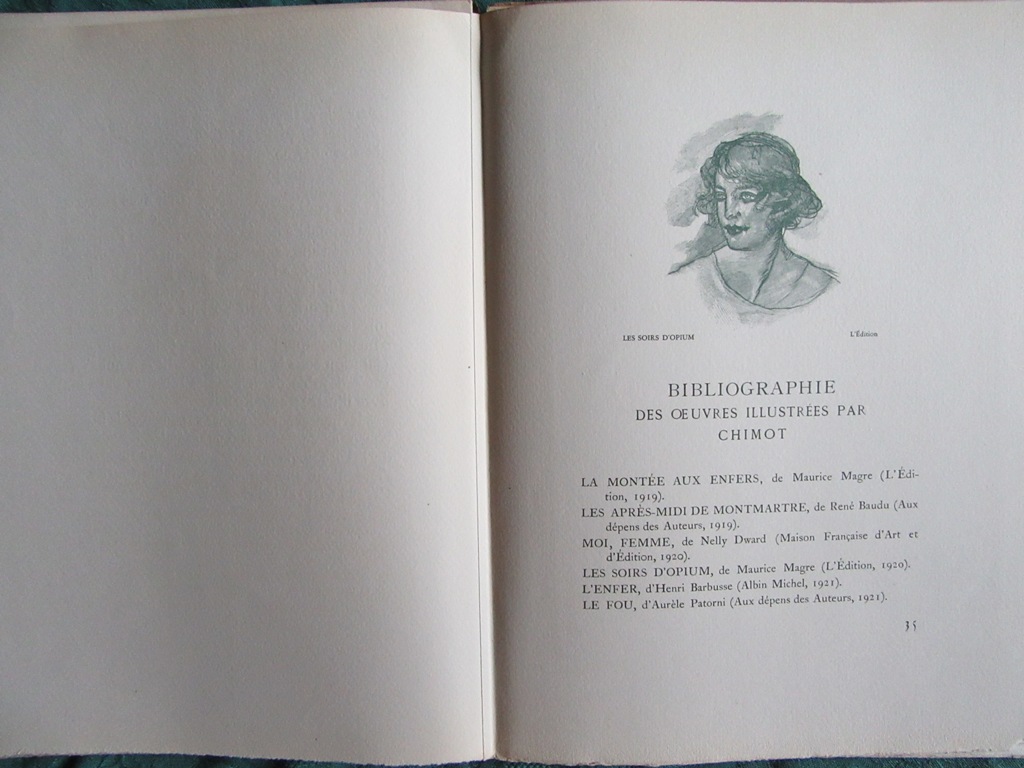 LES SOIRS D'OPIUM
L'Édition
BIBLIOGRAPHIE
DES OEUVRES ILLUSTRÉES PAR
CHIMOT
LA MONTÉE AUX ENFERS, de Maurice Magre (L'Édi-
tion, 1919).
LES APRÈS-MIDI DE MONTMARTRE, de René Baudu (Aux
dépens des Auteurs, 1919).
MOI, FEMME, de Nelly Dward (Maison Française d'Art et
d'Édition, 1920).
LES SOIRS D'OPIUM, de Maurice Magre (L'Édition, 1920).
L'ENFER, d'Henri Barbusse (Albin Michel, 1921).
LE FOU, d'Aurèle Patorni (Aux dépens des Auteurs, 1921).
35